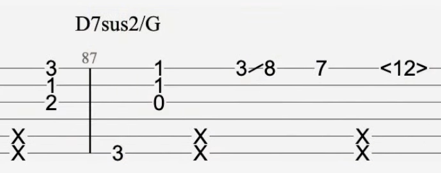 D7sus2/G
87
3 1 3 8 7 <12>
1 1
2 0
X X X
X 3 X X